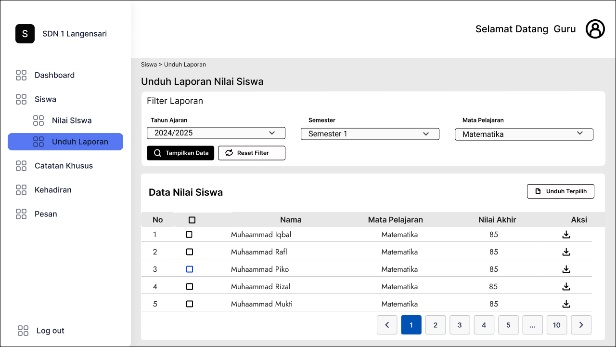 S SDN 1 Langensari
Selamat Datang Guru
Dashboard
Siswa
Nilai SIswa
Unduh Laporan
Catatan Khusus
Kehadiran
Pesan
Log out
Siswa > Unduh Laporan
Unduh Laporan Nilai Siswa
Filter Laporan
Tahun Ajaran Semester Mata Pelajaran
2024/2025 Semester 1 Matematika
Tampilkan Data Reset Filter
Data Nilai Siswa Unduh Terpilih
No Nama Mata Pelajaran Nilai Akhir Aksi
1 Muhaammad Iqbal Matematika 85
2 Muhaammad Rafi Matematika 85
3 Muhaammad Piko Matematika 85
4 Muhaammad Rizal Matematika 85
5 Muhaammad Mukti Matematika 85
< 1 2 3 4 5 ... 10 >